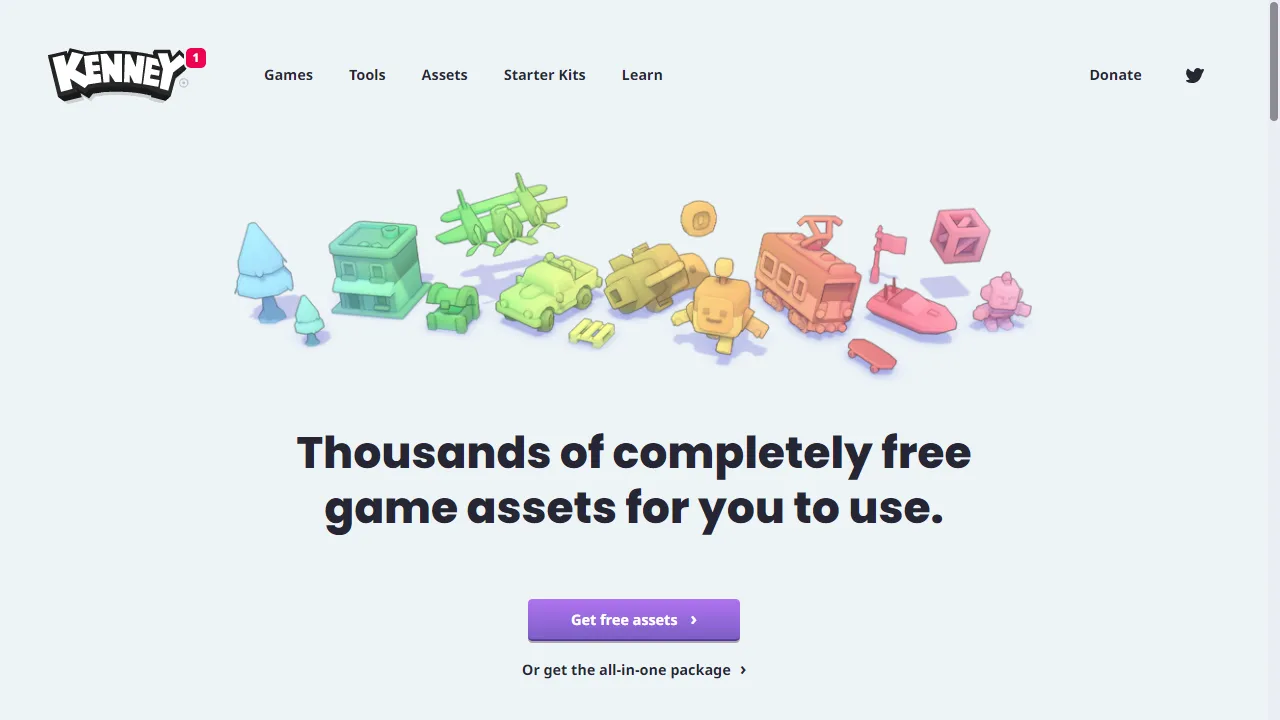 KENNEY
1
Games
Tools
Assets
Starter Kits
Learn
Donate
Thousands of completely free
game assets for you to use.
Get free assets ›
Or get the all-in-one package ›